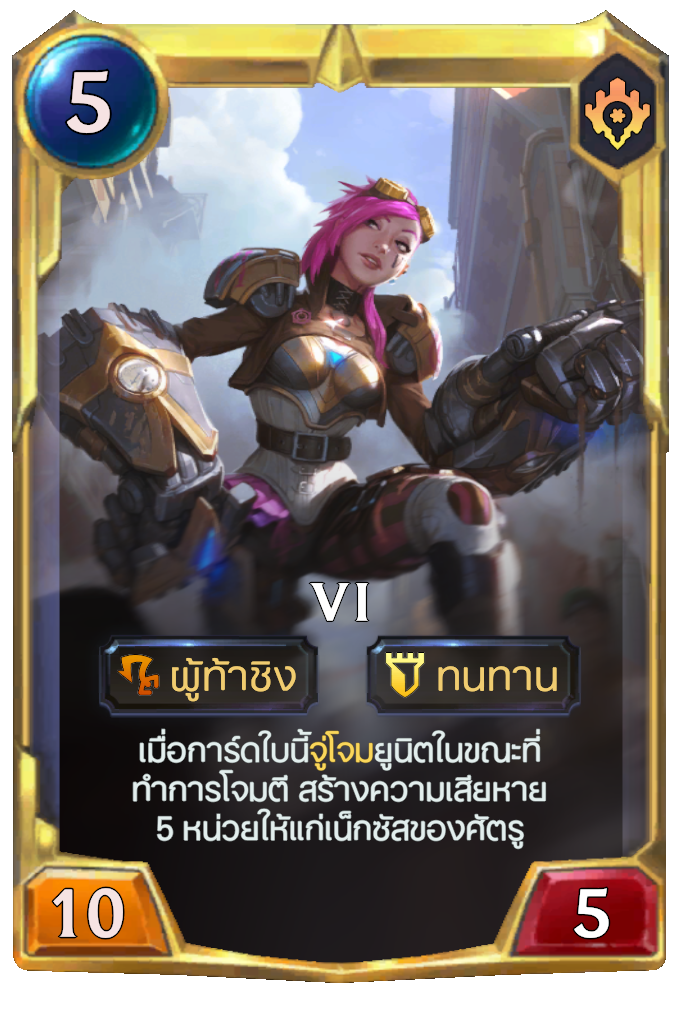 5
VI
ผู้ท้าชิง
ทนทาน
เมื่อการ์ดใบนี้จู่โจมยูนิตในขณะที่
ทำการโจมตี สร้างความเสียหาย
5 หน่วยให้แก่เน็กซัสของศัตรู
10
5